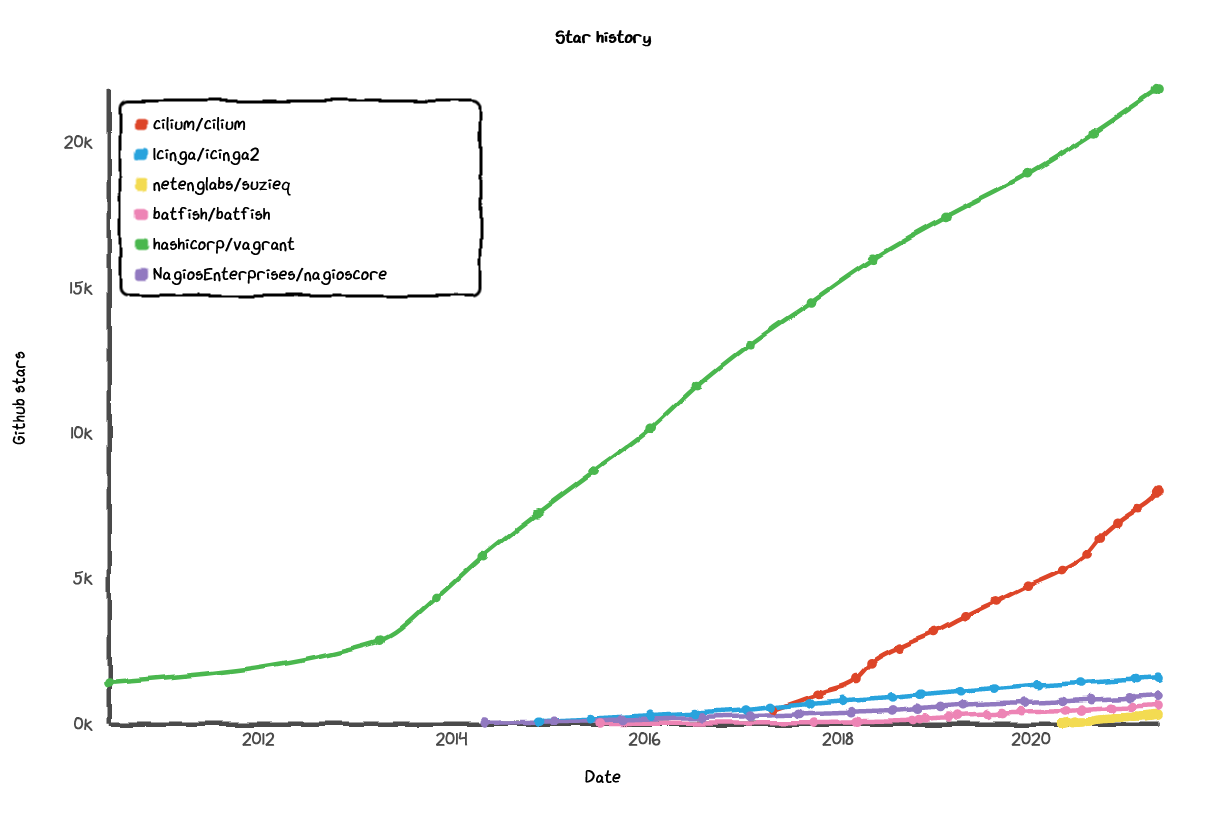 Star history
cilium/cilium
Icinga/icinga2
netenglabs/suzieq
batfish/batfish
hashicorp/vagrant
NagiosEnterprises/nagioscore
20k
15k
10k
5k
0k
Github stars
2012
2014
2016
2018
2020
Date